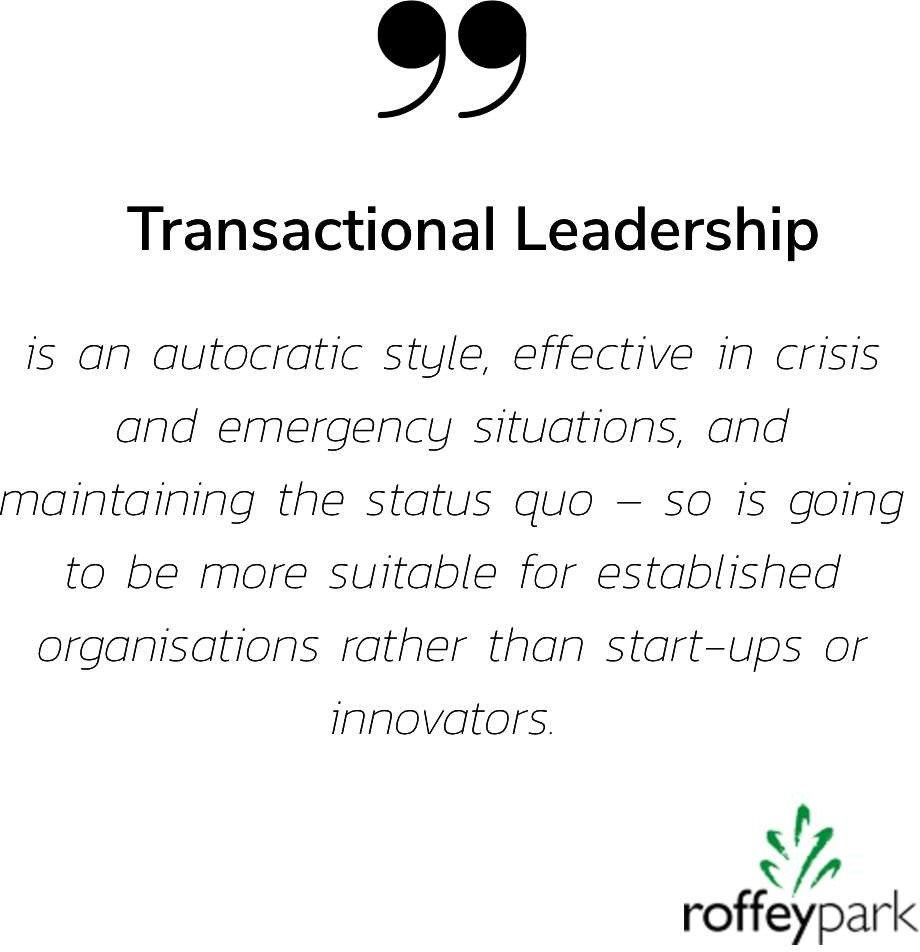 Transactional Leadership
is an autocratic style, effective in crisis
and emergency situations, and
maintaining the status quo – so is going
to be more suitable for established
organisations rather than start-ups or
innovators.
roffeypark